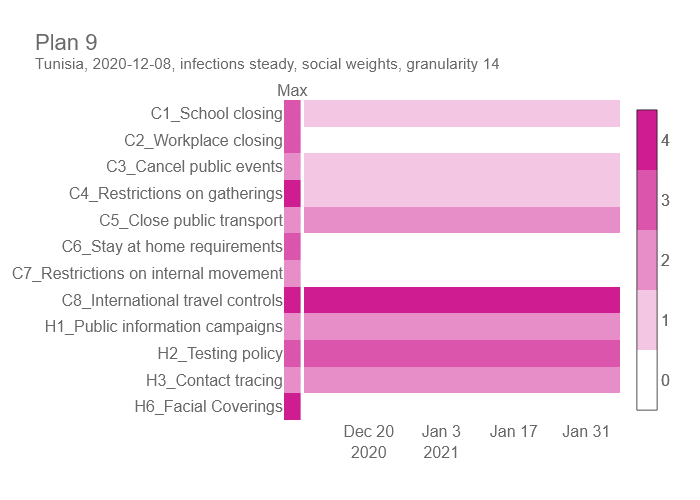 Plan 9
Tunisia, 2020-12-08, infections steady, social weights, granularity 14
Max
C1_School closing
C2_Workplace closing
C3_Cancel public events
C4_Restrictions on gatherings
C5_Close public transport
C6_Stay at home requirements
C7_Restrictions on internal movement
C8_International travel controls
H1_Public information campaigns
H2_Testing policy
H3_Contact tracing
H6_Facial Coverings
4
3
2
1
0
Dec 20 Jan 3 Jan 17 Jan 31
2020 2021